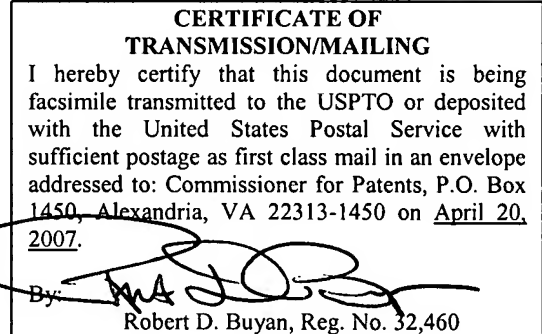 CERTIFICATE OF
TRANSMISSION/MAILING
I hereby certify that this document is being
facsimile transmitted to the USPTO or deposited
with the United States Postal Service with
sufficient postage as first class mail in an envelope
addressed to: Commissioner for Patents, P.O. Box
1450, Alexandria, VA 22313-1450 on April 20,
2007.
By:
Robert D. Buyan, Reg. No. 32,460